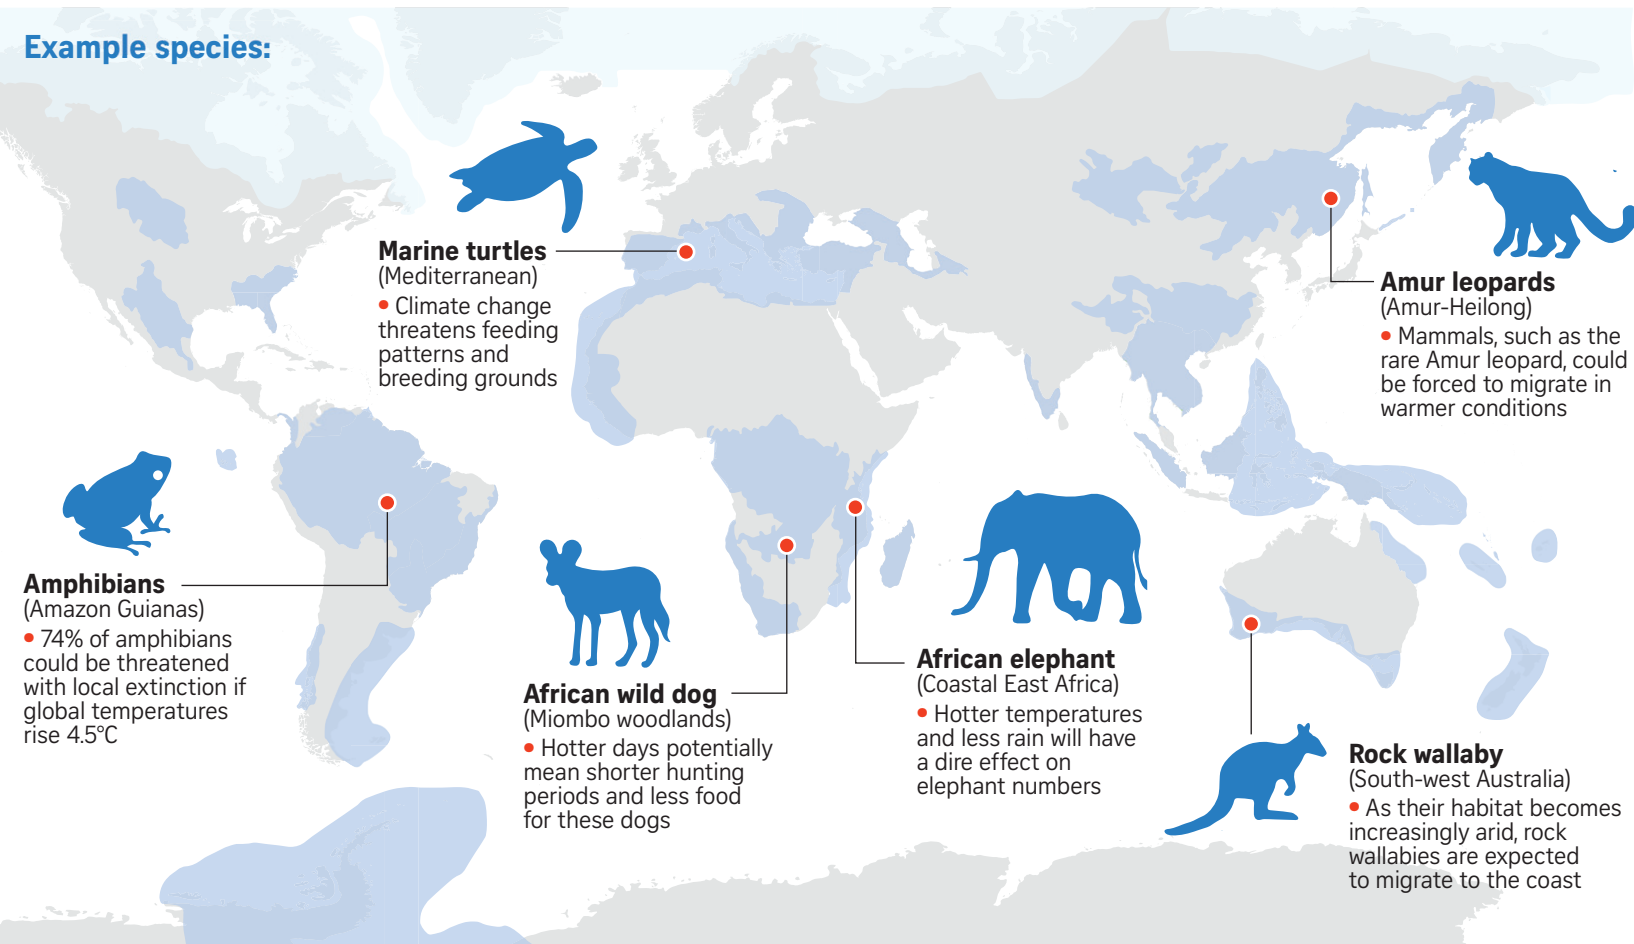 Example species:
Marine turtles
(Mediterranean)
• Climate change
threatens feeding
patterns and
breeding grounds
Amur leopards
(Amur-Heilong)
• Mammals, such as the
rare Amur leopard, could
be forced to migrate in
warmer conditions
Amphibians
(Amazon Guianas)
• 74% of amphibians
could be threatened
with local extinction if
global temperatures
rise 4.5°C
African wild dog
(Miombo woodlands)
• Hotter days potentially
mean shorter hunting
periods and less food
for these dogs
African elephant
(Coastal East Africa)
• Hotter temperatures
and less rain will have
a dire effect on
elephant numbers
Rock wallaby
(South-west Australia)
• As their habitat becomes
increasingly arid, rock
wallabies are expected
to migrate to the coast